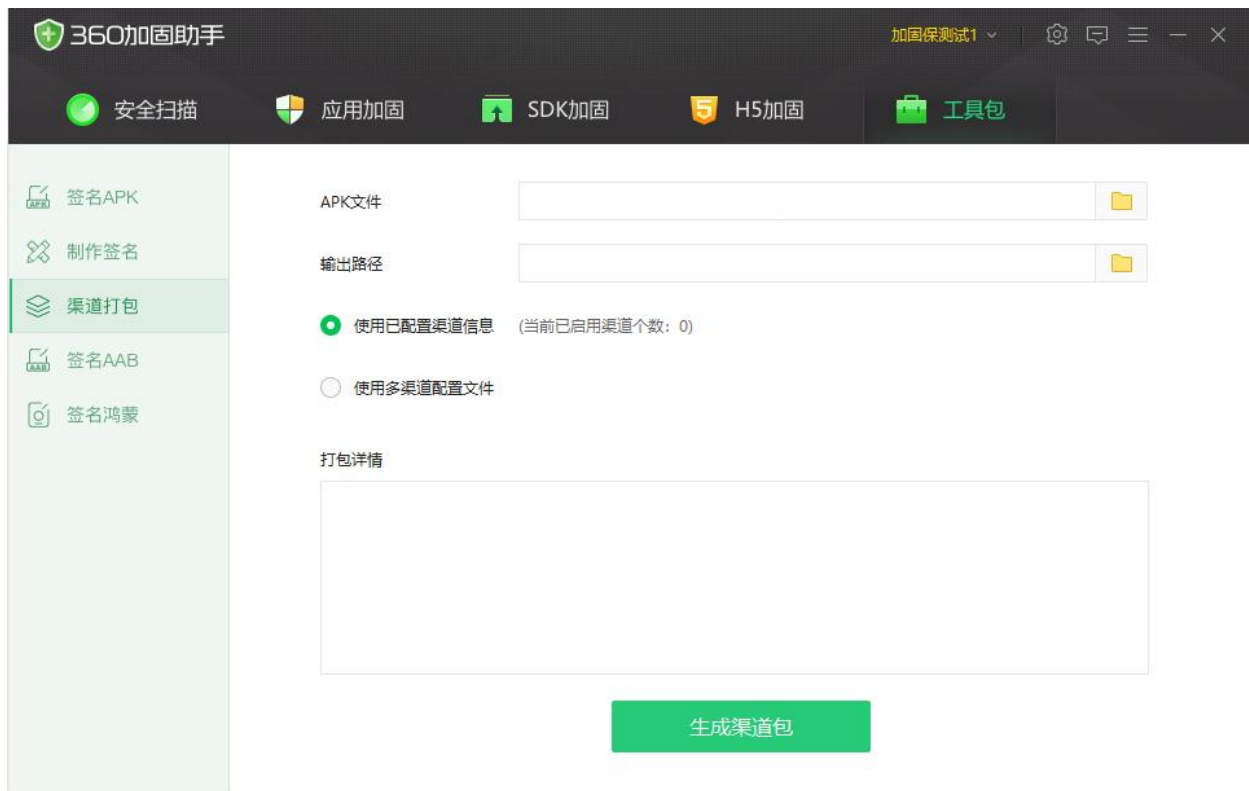 360加固助手
加固保测试1
安全扫描
应用加固
5
SDK加固
H5加固
工具包
签名APK
制作签名
渠道打包
签名AAB
签名鸿蒙
APK
AAB
APK文件
输出路径
使用已配置渠道信息 (当前已启用渠道个数：0)
使用多渠道配置文件
打包详情
生成渠道包